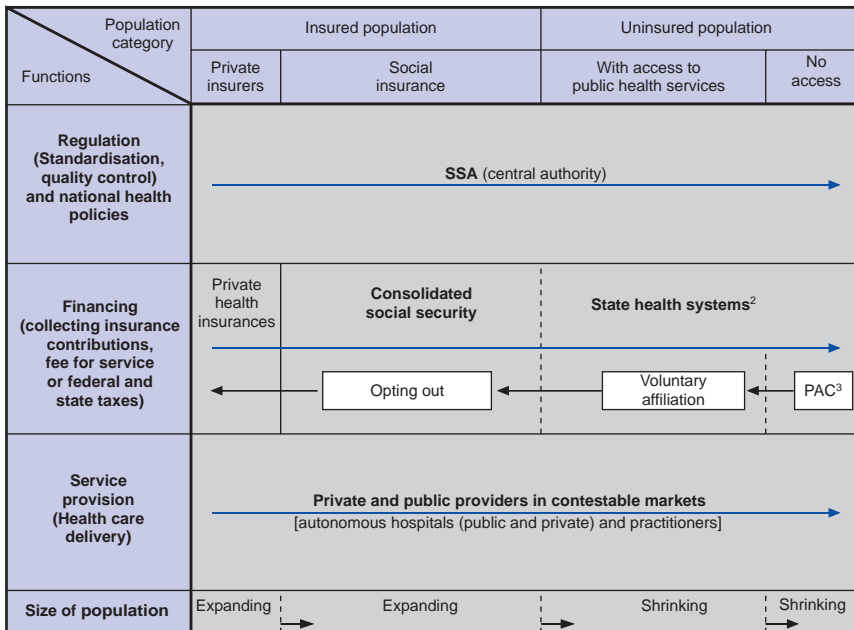 Population
category
Functions
Insured population
Uninsured population
Private
insurers
Social
insurance
With access to
public health services
No
access
Regulation
(Standardisation,
quality control)
and national health
policies
SSA (central authority)
Financing
(collecting insurance
contributions,
fee for service
or federal and
state taxes)
Private
health
insurances
Consolidated
social security
State health systems²
Opting out
Voluntary
affiliation
PAC³
Service
provision
(Health care
delivery)
Private and public providers in contestable markets
[autonomous hospitals (public and private) and practitioners]
Size of population
Expanding
Expanding
Shrinking
Shrinking